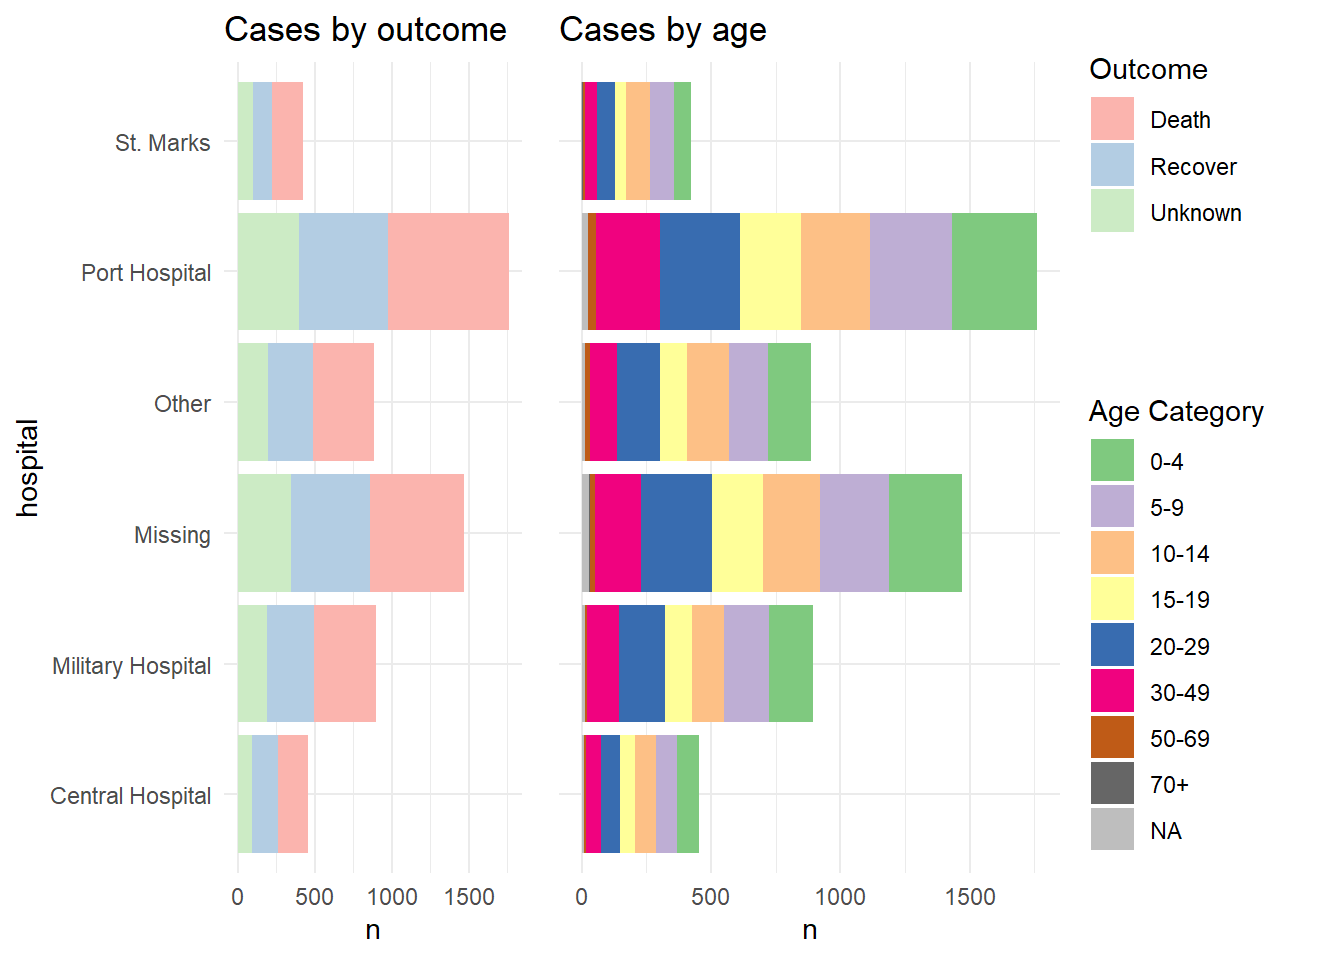 Cases by outcome
Cases by age
hospital
St. Marks
Port Hospital
Other
Missing
Military Hospital
Central Hospital
0 500 1000 1500
n
0 500 1000 1500
n
Outcome
Death
Recover
Unknown
Age Category
0-4
5-9
10-14
15-19
20-29
30-49
50-69
70+
NA